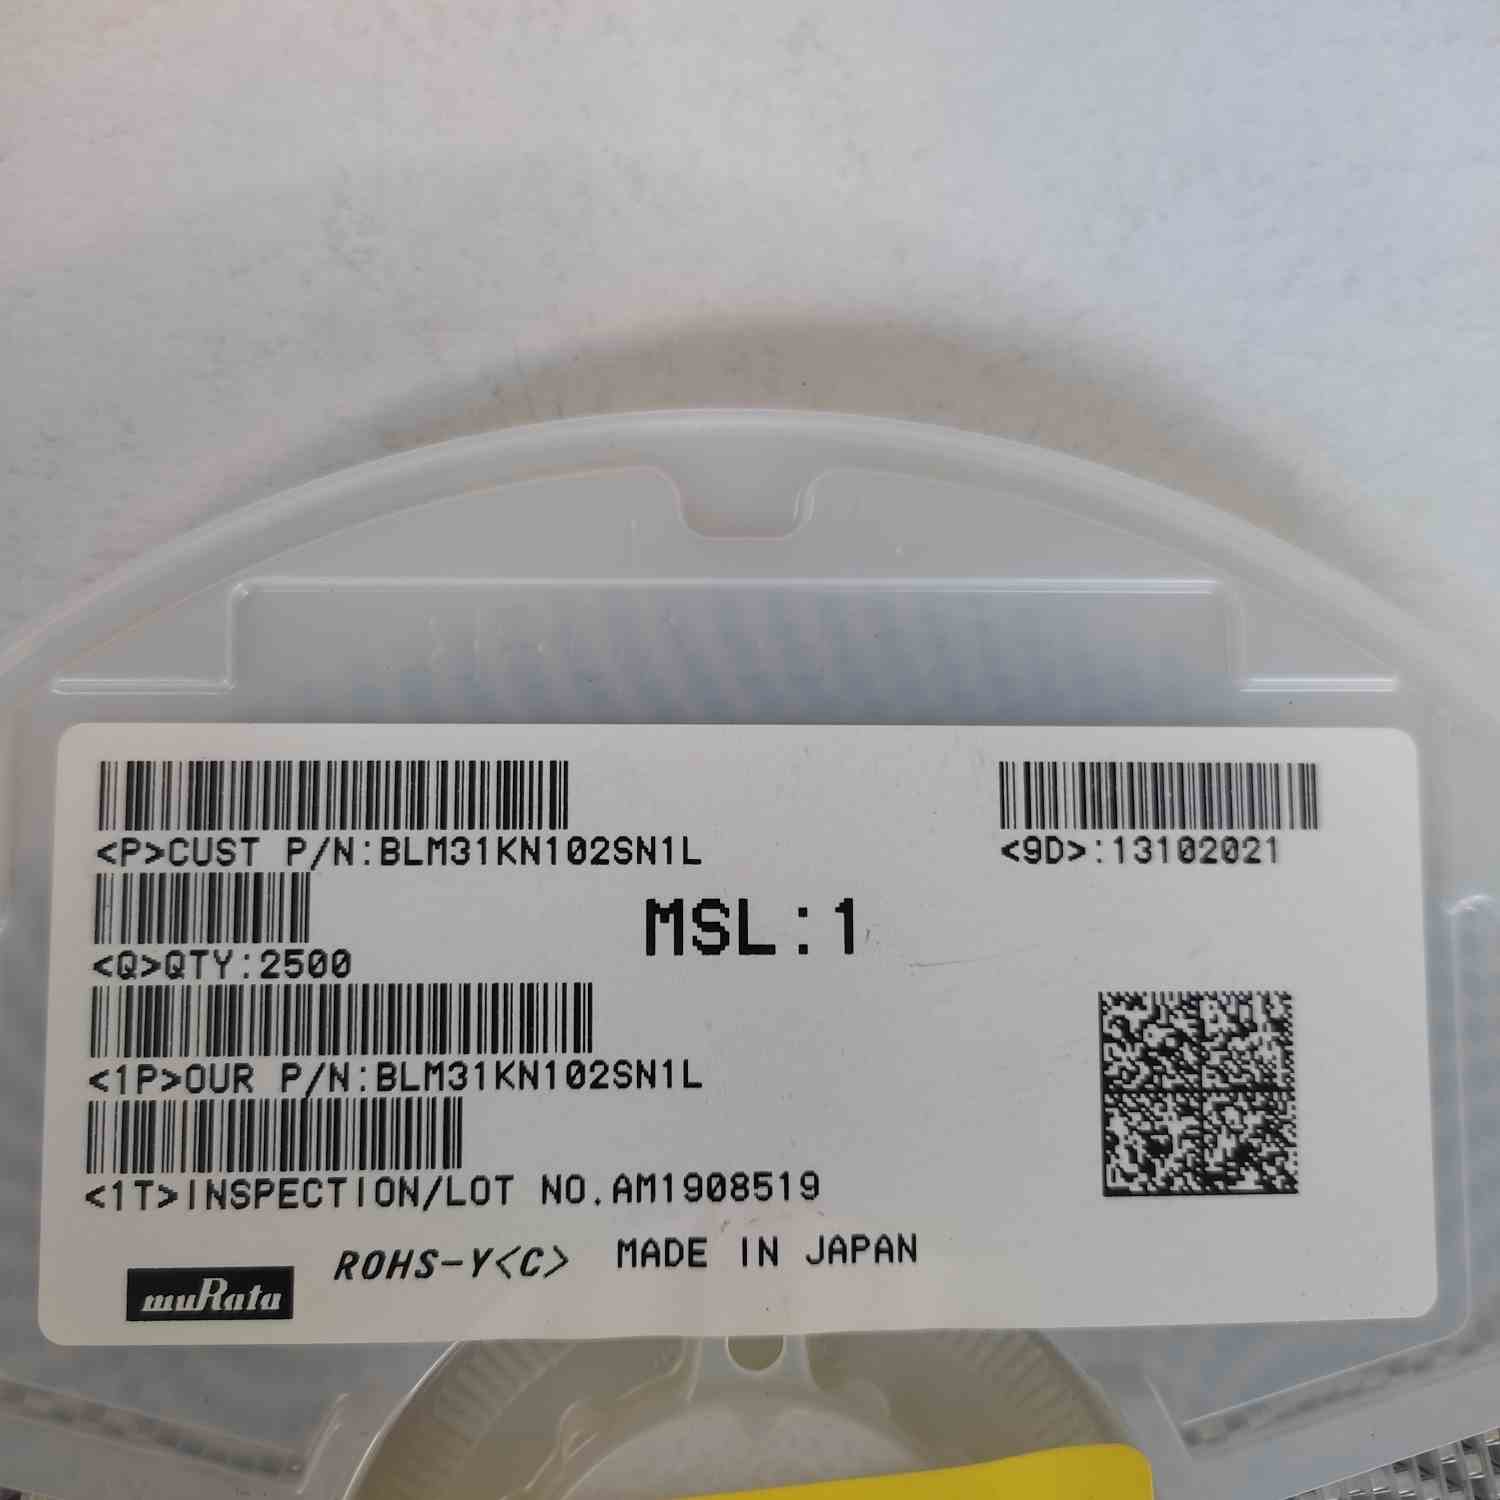 <P>CUST P/N:BLM31KN102SN1L
<9D>:13102021
MSL:1
<Q>QTY:2500
<1P>OUR P/N:BLM31KN102SN1L
<1T>INSPECTION/LOT NO.AM1908519
ROHS-Y<C> MADE IN JAPAN
muRata